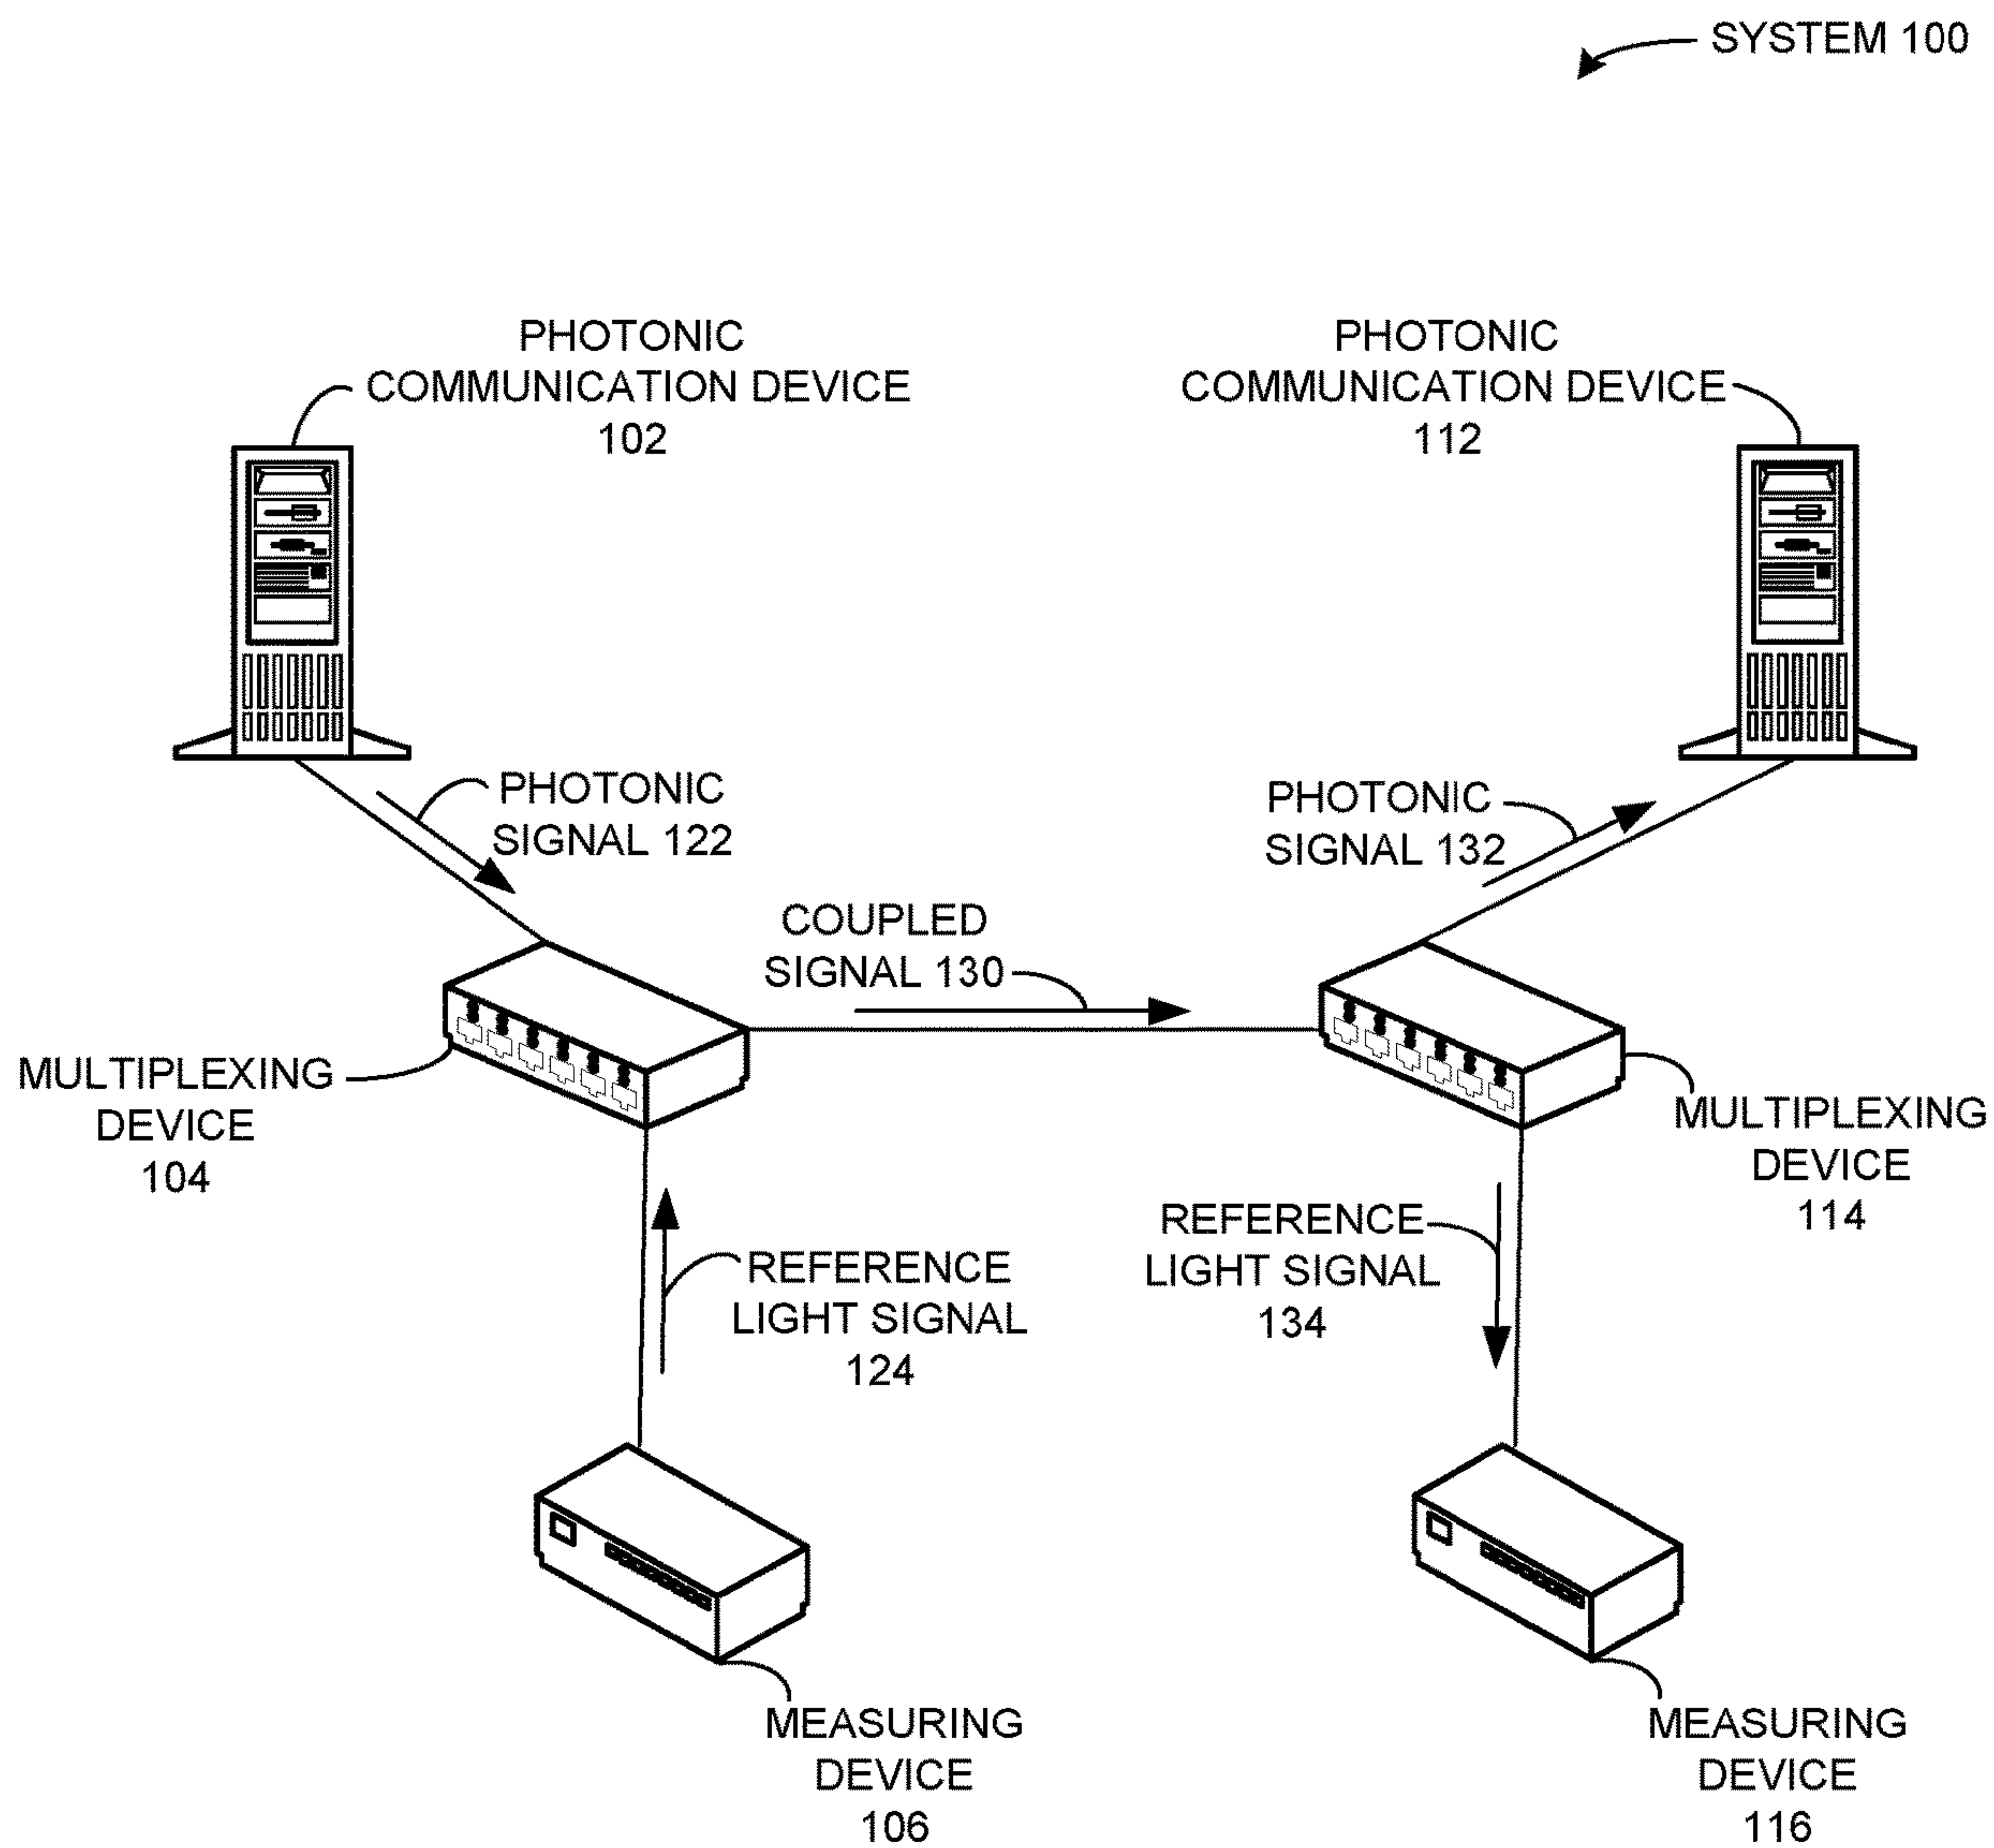 SYSTEM 100
PHOTONIC
COMMUNICATION DEVICE
102
PHOTONIC
COMMUNICATION DEVICE
112
PHOTONIC
SIGNAL 122
PHOTONIC
SIGNAL 132
COUPLED
SIGNAL 130
MULTIPLEXING
DEVICE
104
MULTIPLEXING
DEVICE
114
REFERENCE
LIGHT SIGNAL
124
REFERENCE
LIGHT SIGNAL
134
MEASURING
DEVICE
106
MEASURING
DEVICE
116